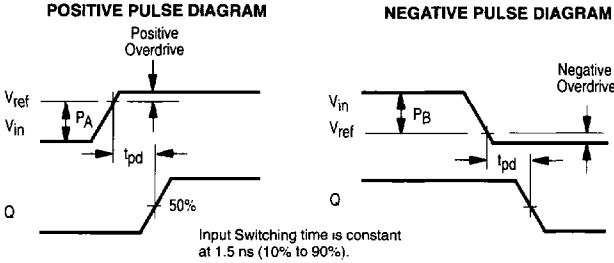 POSITIVE PULSE DIAGRAM
Positive
Overdrive
Vref
Vin
PA
tpd
Q
50%
NEGATIVE PULSE DIAGRAM
Negative
Overdrive
Vin
Vref
PB
tpd
Q
Input Switching time is constant
at 1.5 ns (10% to 90%).